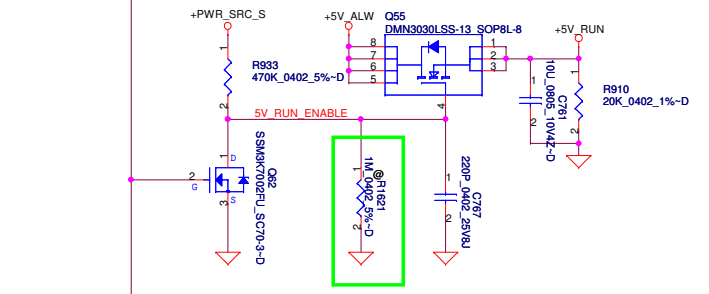 +PWR_SRC_S
+5V_ALW
Q55
DMN3030LSS-13_SOP8L-8
+5V_RUN
8
7
6
5
1
2
3
4
1
R933
470K_0402_5%~D
2
5V_RUN_ENABLE
1
10U_0805_10V4Z~D
C761
2
1
R910
20K_0402_1%~D
2
1
D
2
G
S
3
Q62
SSM3K7002FU_SC70-3~D
1
@
R1621
1M_0402_5%~D
2
1
C767
220P_0402_25V8J
2